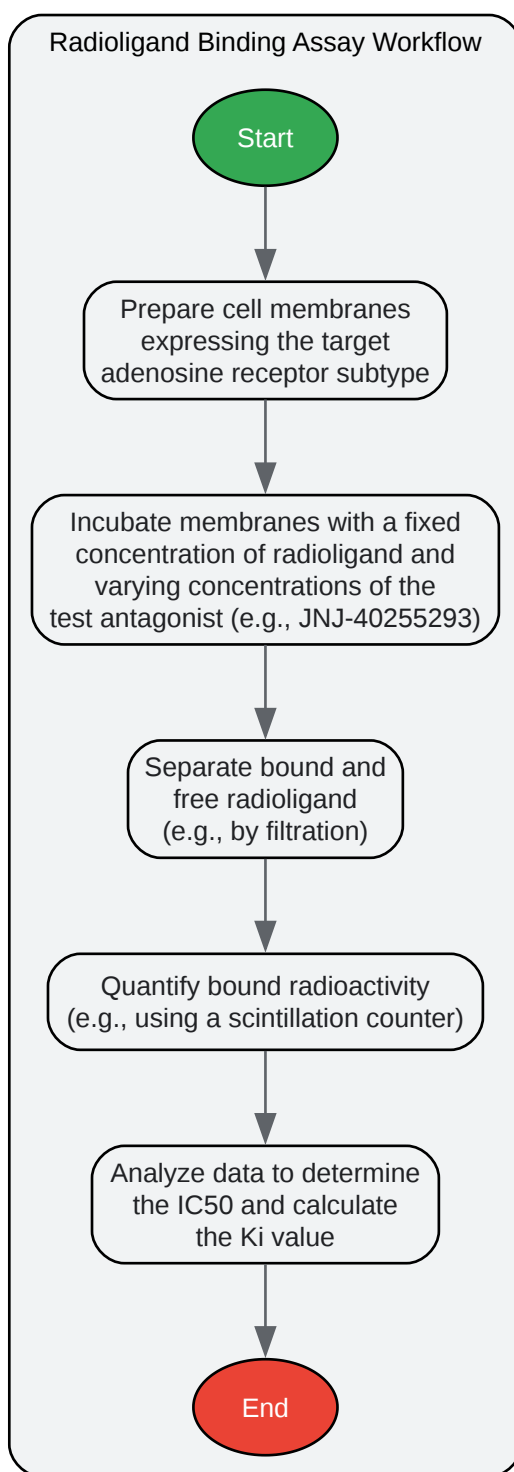 Radioligand Binding Assay Workflow
Start
Prepare cell membranes
expressing the target
adenosine receptor subtype
Incubate membranes with a fixed
concentration of radioligand and
varying concentrations of the
test antagonist (e.g., JNJ-40255293)
Separate bound and
free radioligand
(e.g., by filtration)
Quantify bound radioactivity
(e.g., using a scintillation counter)
Analyze data to determine
the IC50 and calculate
the Ki value
End